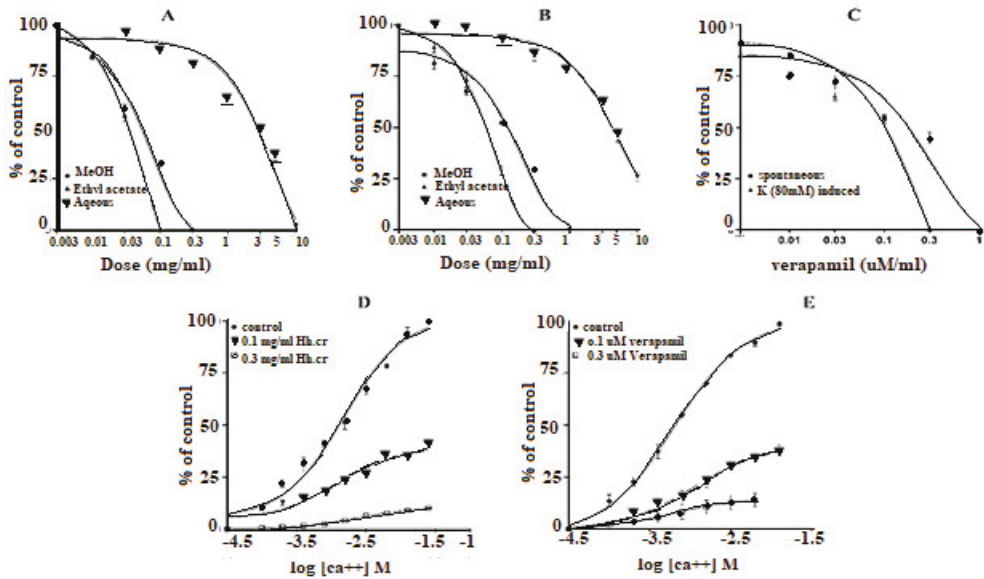 A
100
75
50
25
0
% of control
MeOH
Ethyl acetate
Aqeous
0.003 0.01 0.03 0.1 0.3 1 3 5 10
Dose (mg/ml)
B
100
75
50
25
0
% of control
MeOH
Ethyl acetate
Aqeous
0.003 0.01 0.03 0.1 0.3 1 3 5 10
Dose (mg/ml)
C
100
75
50
25
0
% of control
spontaneous
K (80mM) induced
0.01 0.03 0.1 0.3 1
verapamil (uM/ml)
D
100
75
50
25
0
% of control
control
0.1 mg/ml Hh.cr
0.3 mg/ml Hh.cr
-4.5 -3.5 -2.5 -1.5 -1
log [ca++] M
E
100
75
50
25
0
% of control
control
o.1 uM verapamil
0.3 uM Verapamil
-4.5 -3.5 -2.5 -1.5
log [ca++] M